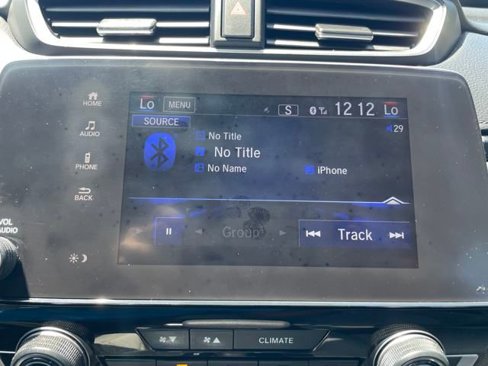 HOME
AUDIO
PHONE
BACK
VOL
AUDIO
Lo MENU S 12 12 Lo
SOURCE 29
No Title
No Title
No Name iPhone
Group Track
CLIMATE